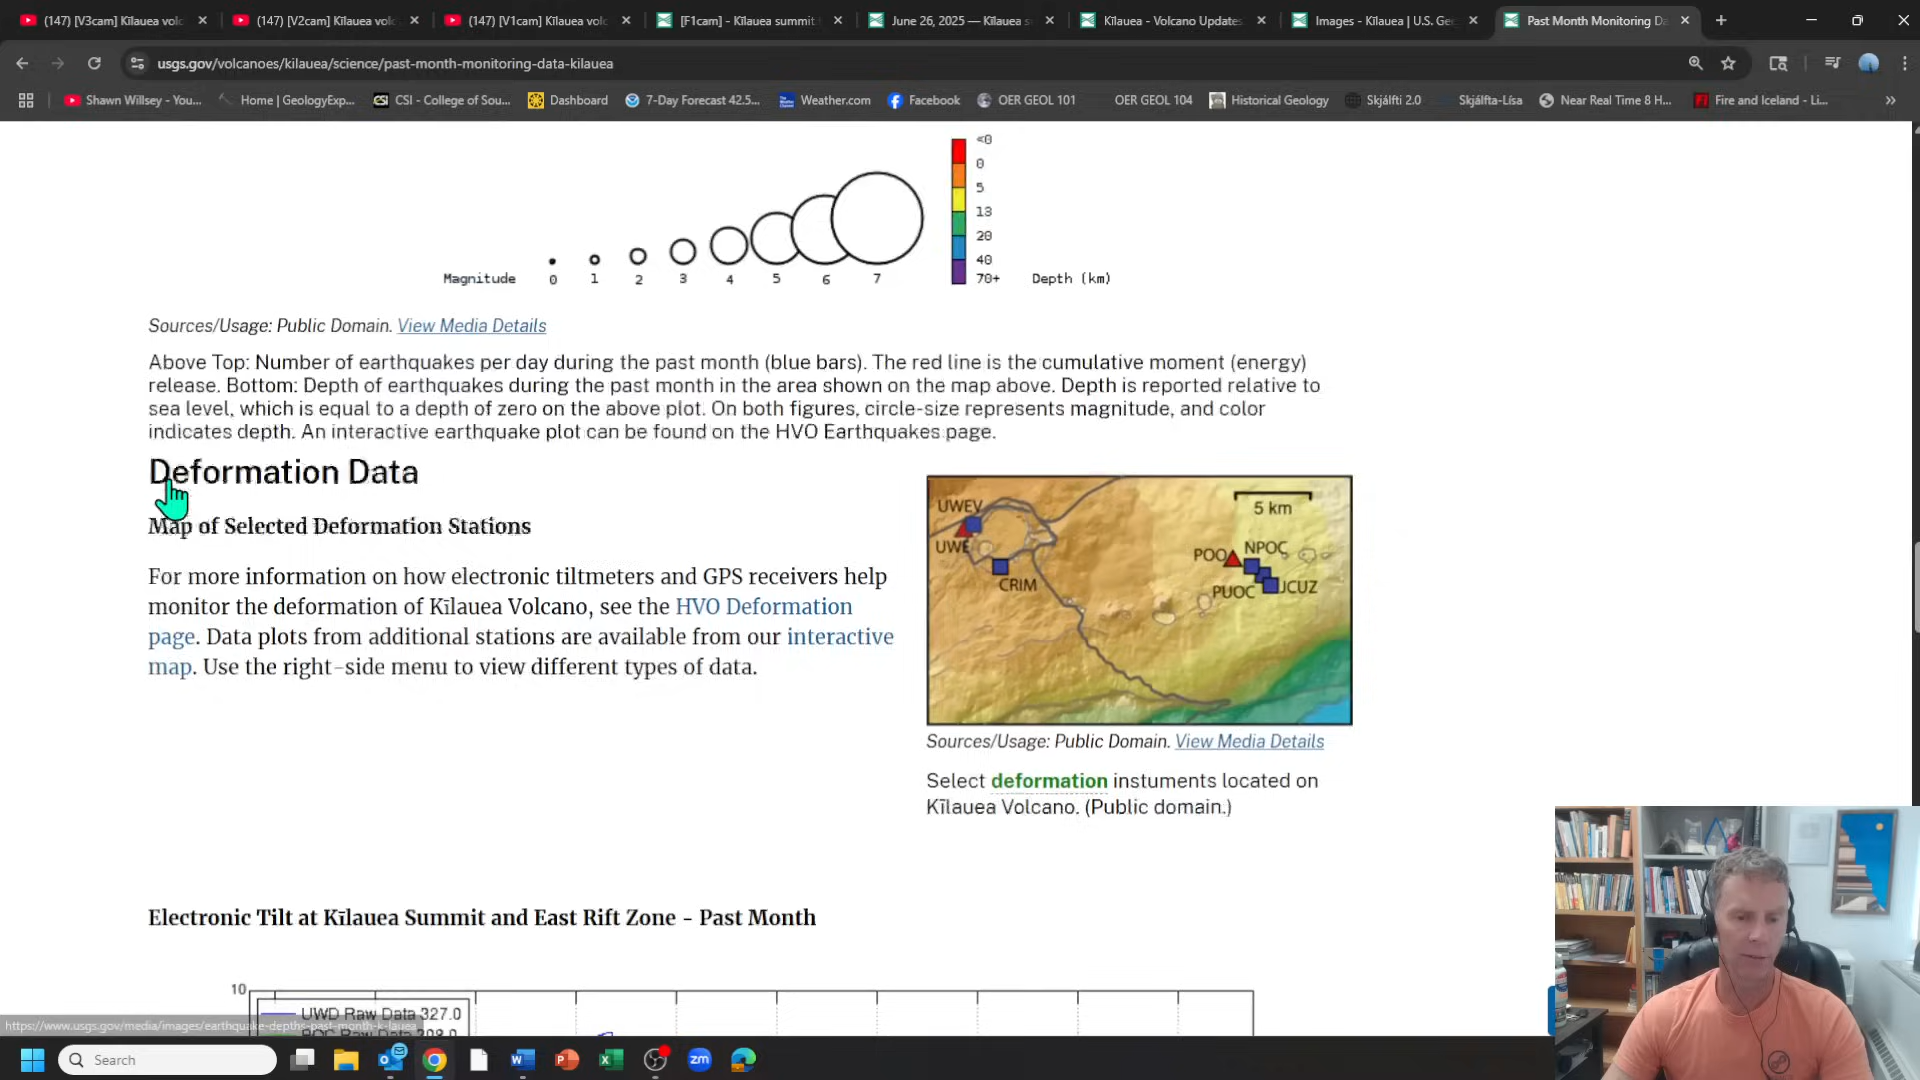 (147) [V3cam] Kīlauea volc
(147) [V2cam] Kīlauea volc
(147) [V1cam] Kīlauea volc
[F1cam] - Kīlauea summit
June 26, 2025 — Kīlauea s
Kīlauea - Volcano Updates
Images - Kīlauea | U.S. Ge
Past Month Monitoring Da
usgs.gov/volcanoes/kilauea/science/past-month-monitoring-data-kilauea
Shawn Willsey - You...
Home | GeologyExp...
CSI - College of Sou...
Dashboard
7-Day Forecast 42.5...
Weather.com
Facebook
OER GEOL 101
OER GEOL 104
Historical Geology
Skjálfti 2.0
Skjálfta-Lísa
Near Real Time 8 H...
Fire and Iceland - Li...
<0
0
5
13
20
40
70+ Depth (km)
Magnitude 0 1 2 3 4 5 6 7
Sources/Usage: Public Domain. View Media Details
Above Top: Number of earthquakes per day during the past month (blue bars). The red line is the cumulative moment (energy)
release. Bottom: Depth of earthquakes during the past month in the area shown on the map above. Depth is reported relative to
sea level, which is equal to a depth of zero on the above plot. On both figures, circle-size represents magnitude, and color
indicates depth. An interactive earthquake plot can be found on the HVO Earthquakes page.
Deformation Data
Map of Selected Deformation Stations
For more information on how electronic tiltmeters and GPS receivers help
monitor the deformation of Kīlauea Volcano, see the HVO Deformation
page. Data plots from additional stations are available from our interactive
map. Use the right-side menu to view different types of data.
UWEV
UWE
CRIM
5 km
POO
NPOC
PUOC
JCUZ
Sources/Usage: Public Domain. View Media Details
Select deformation instuments located on
Kīlauea Volcano. (Public domain.)
Electronic Tilt at Kīlauea Summit and East Rift Zone - Past Month
10
UWD Raw Data 327.0
https://www.usgs.gov/media/images/earthquake-depths-past-month-k-lauea
Search
zm